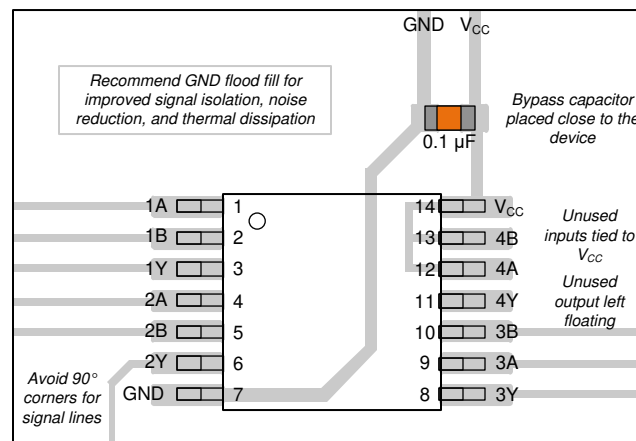 GND VCC
Recommend GND flood fill for
improved signal isolation, noise
reduction, and thermal dissipation
Bypass capacitor
placed close to the
device
0.1 µF
1A 1 14 VCC
1B 2 13 4B
1Y 3 12 4A
2A 4 11 4Y
2B 5 10 3B
2Y 6 9 3A
GND 7 8 3Y
Unused
inputs tied to
VCC
Unused
output left
floating
Avoid 90°
corners for
signal lines